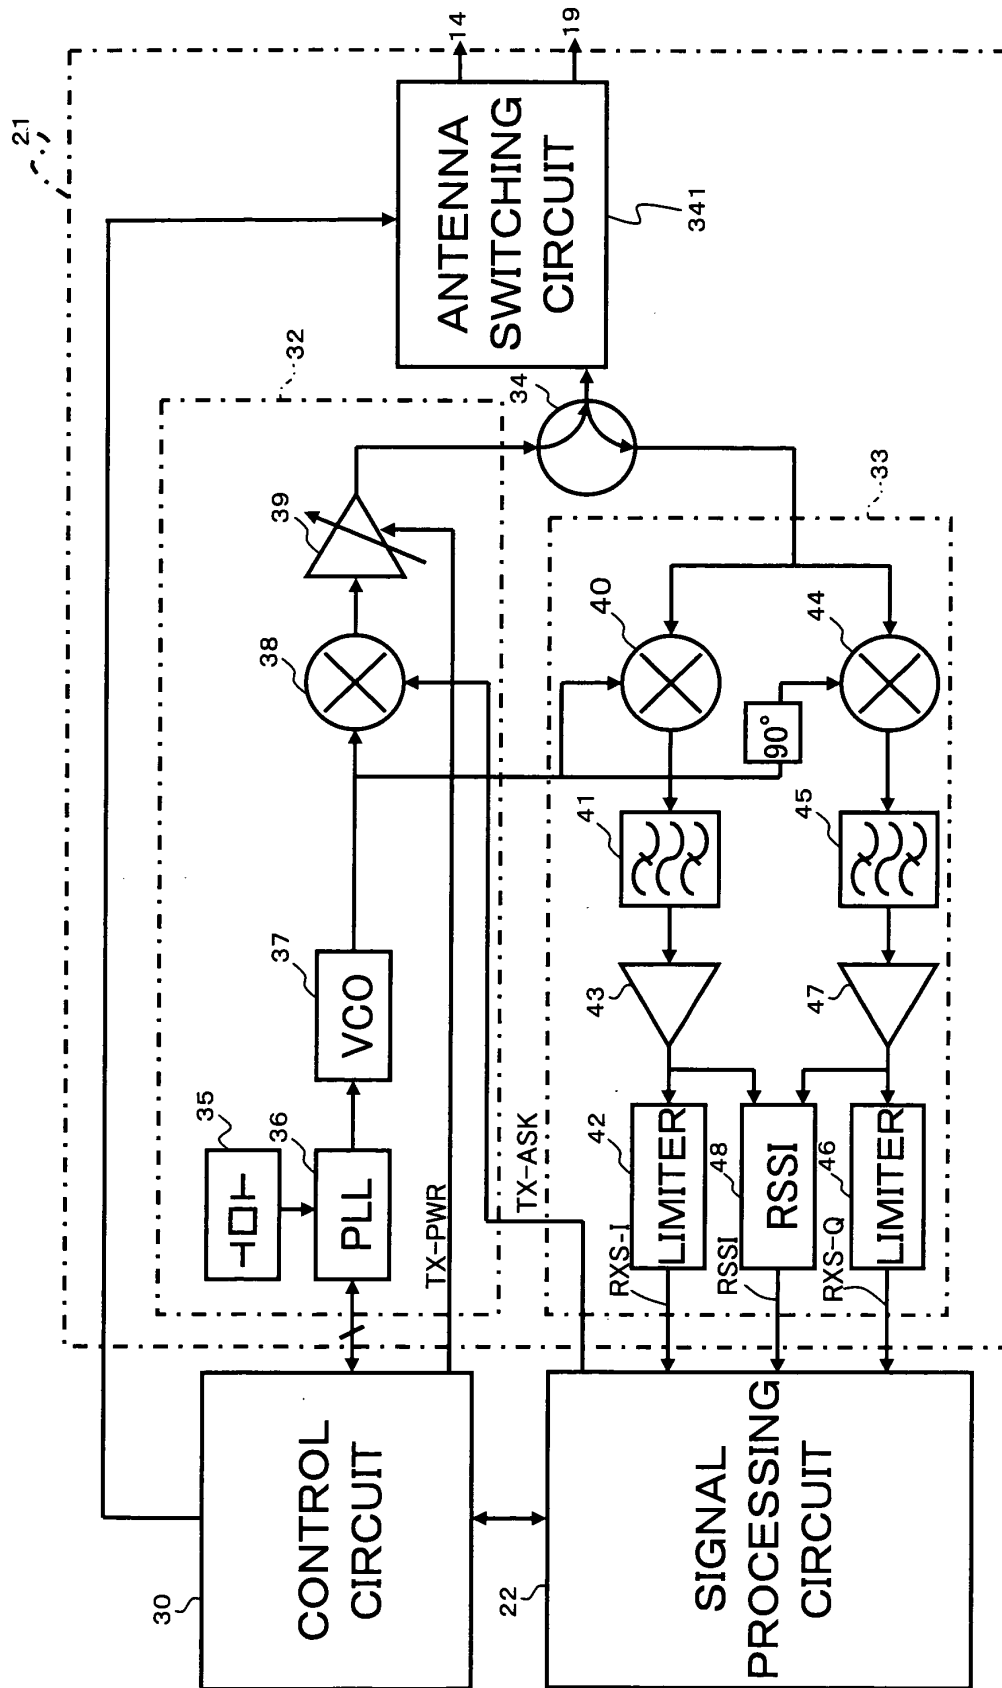 21
14
19
ANTENNA
SWITCHING
CIRCUIT
341
32
34
33
39
38
40
44
90°
41
45
37
VCO
43
47
35
36
PLL
TX-PWR
TX-ASK
42
LIMITER
48
RSSI
46
LIMITER
RXS-I
RSSI
RXS-Q
30
CONTROL
CIRCUIT
22
SIGNAL
PROCESSING
CIRCUIT